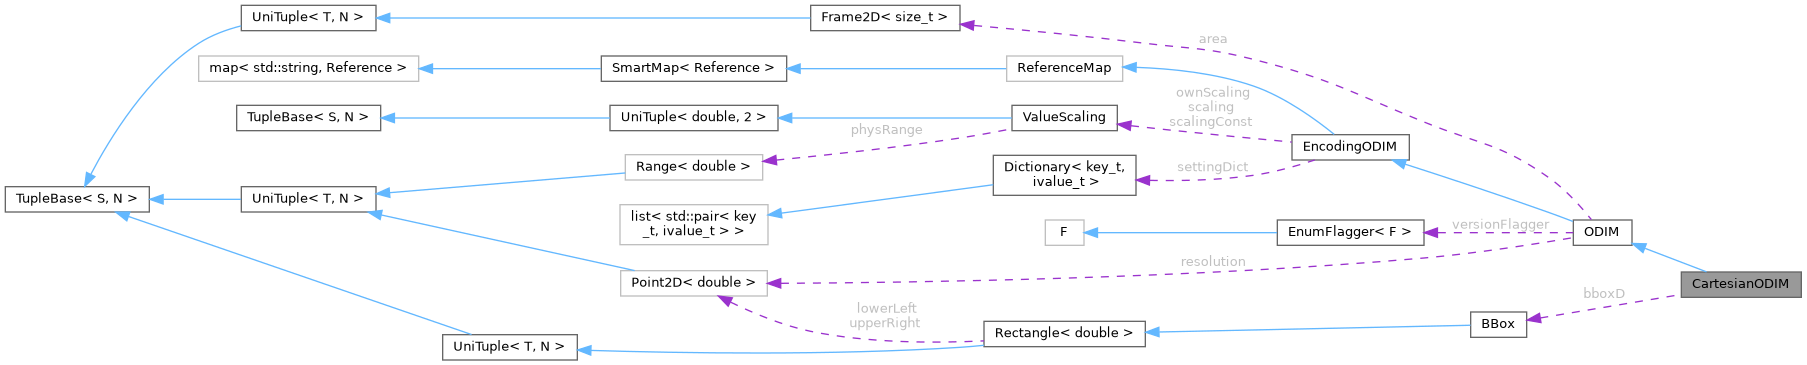 UniTuple< T, N >
Frame2D< size_t >
area
map< std::string, Reference >
SmartMap< Reference >
ReferenceMap
ownScaling
scaling
scalingConst
TupleBase< S, N >
UniTuple< double, 2 >
ValueScaling
physRange
EncodingODIM
Range< double >
Dictionary< key_t,
ivalue_t >
settingDict
TupleBase< S, N >
UniTuple< T, N >
list< std::pair< key
_t, ivalue_t > >
F
EnumFlagger< F >
versionFlagger
ODIM
resolution
Point2D< double >
CartesianODIM
bboxD
lowerLeft
upperRight
BBox
Rectangle< double >
UniTuple< T, N >